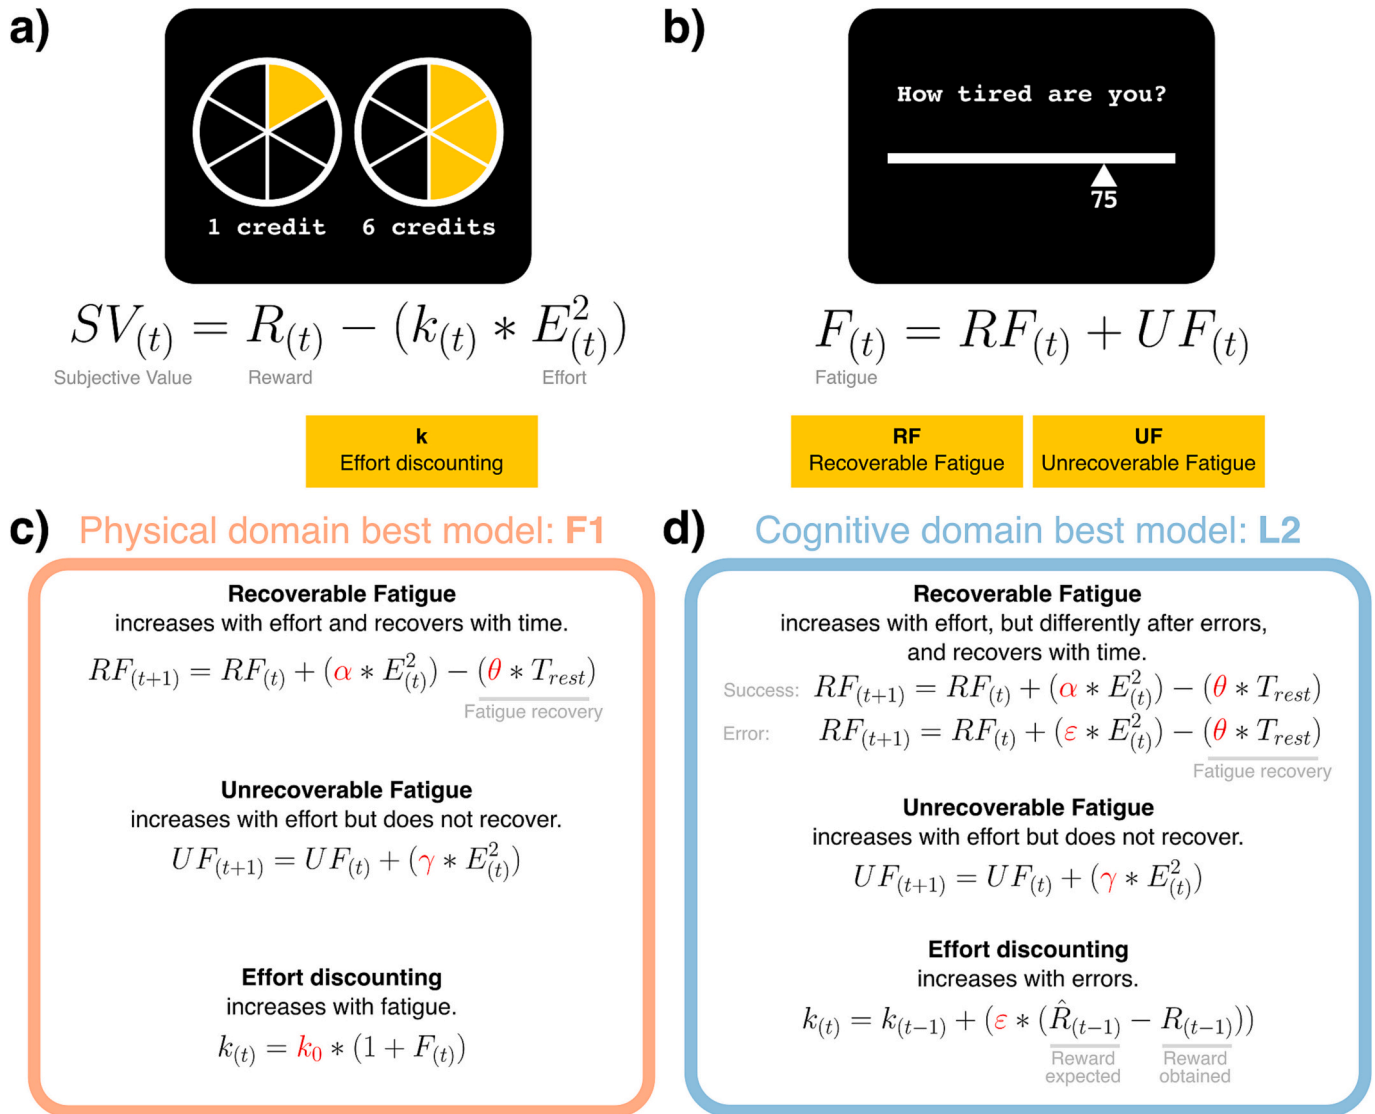 a)
1 credit 6 credits
SV(t) = R(t) − (k(t) ∗ E²(t))
Subjective Value Reward Effort
k
Effort discounting
b)
How tired are you?
75
F(t) = RF(t) + UF(t)
Fatigue
RF
Recoverable Fatigue
UF
Unrecoverable Fatigue
c) Physical domain best model: F1
Recoverable Fatigue
increases with effort and recovers with time.
RF(t+1) = RF(t) + (α ∗ E²(t)) − (θ ∗ Trest)
Fatigue recovery
Unrecoverable Fatigue
increases with effort but does not recover.
UF(t+1) = UF(t) + (γ ∗ E²(t))
Effort discounting
increases with fatigue.
k(t) = k0 ∗ (1 + F(t))
d) Cognitive domain best model: L2
Recoverable Fatigue
increases with effort, but differently after errors,
and recovers with time.
Success: RF(t+1) = RF(t) + (α ∗ E²(t)) − (θ ∗ Trest)
Error: RF(t+1) = RF(t) + (ε ∗ E²(t)) − (θ ∗ Trest)
Fatigue recovery
Unrecoverable Fatigue
increases with effort but does not recover.
UF(t+1) = UF(t) + (γ ∗ E²(t))
Effort discounting
increases with errors.
k(t) = k(t−1) + (ε ∗ (R̂(t−1) − R(t−1)))
Reward expected
Reward obtained